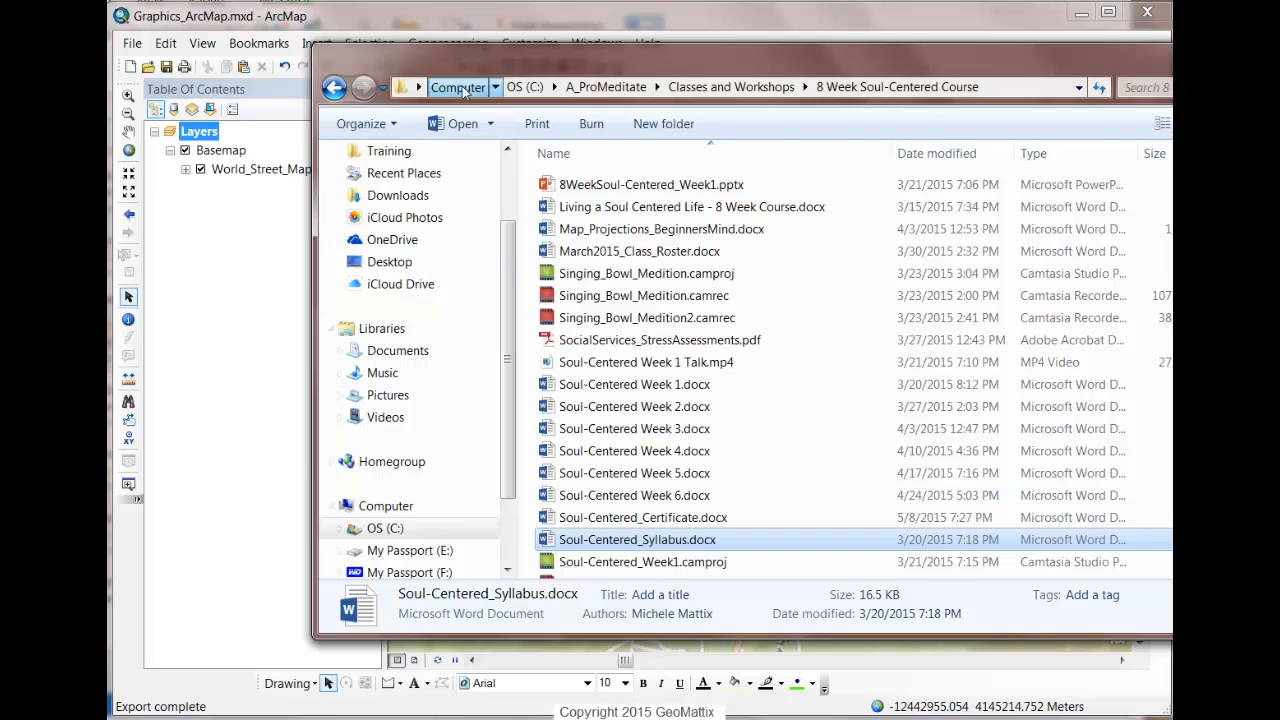 Graphics_ArcMap.mxd - ArcMap
File Edit View Bookmarks
Table Of Contents
Layers
Basemap
World_Street_Map
Computer OS (C:) A_ProMeditate Classes and Workshops 8 Week Soul-Centered Course Search 8
Organize Open Print Burn New folder
Training
Recent Places
Downloads
iCloud Photos
OneDrive
Desktop
iCloud Drive
Libraries
Documents
Music
Pictures
Videos
Homegroup
Computer
OS (C:)
My Passport (E:)
My Passport (F:)
Name Date modified Type Size
8WeekSoul-Centered_Week1.pptx 3/21/2015 7:06 PM Microsoft PowerP...
Living a Soul Centered Life - 8 Week Course.docx 3/15/2015 7:34 PM Microsoft Word D...
Map_Projections_BeginnersMind.docx 4/3/2015 12:53 PM Microsoft Word D... 1
March2015_Class_Roster.docx 3/30/2015 2:32 PM Microsoft Word D...
Singing_Bowl_Medition.camproj 3/23/2015 3:04 PM Camtasia Studio P...
Singing_Bowl_Medition.camrec 3/23/2015 2:00 PM Camtasia Recorde... 107
Singing_Bowl_Medition2.camrec 3/23/2015 2:41 PM Camtasia Recorde... 38
SocialServices_StressAssessments.pdf 3/27/2015 12:43 PM Adobe Acrobat D...
Soul-Centered Week 1 Talk.mp4 3/21/2015 7:10 PM MP4 Video 27
Soul-Centered Week 1.docx 3/20/2015 8:12 PM Microsoft Word D...
Soul-Centered Week 2.docx 3/27/2015 2:03 PM Microsoft Word D...
Soul-Centered Week 3.docx 4/3/2015 12:47 PM Microsoft Word D...
Soul-Centered Week 4.docx 4/10/2015 4:36 PM Microsoft Word D...
Soul-Centered Week 5.docx 4/17/2015 7:16 PM Microsoft Word D...
Soul-Centered Week 6.docx 4/24/2015 5:03 PM Microsoft Word D...
Soul-Centered_Certificate.docx 5/8/2015 7:27 PM Microsoft Word D...
Soul-Centered_Syllabus.docx 3/20/2015 7:18 PM Microsoft Word D...
Soul-Centered_Week1.camproj 3/21/2015 7:15 PM Camtasia Studio P...
Soul-Centered_Syllabus.docx Title: Add a title Size: 16.5 KB Tags: Add a tag
Microsoft Word Document Authors: Michele Mattix Date modified: 3/20/2015 7:18 PM
Drawing A Arial 10 B I U A
Export complete -12442955.054 4145214.752 Meters
Copyright 2015 GeoMattix